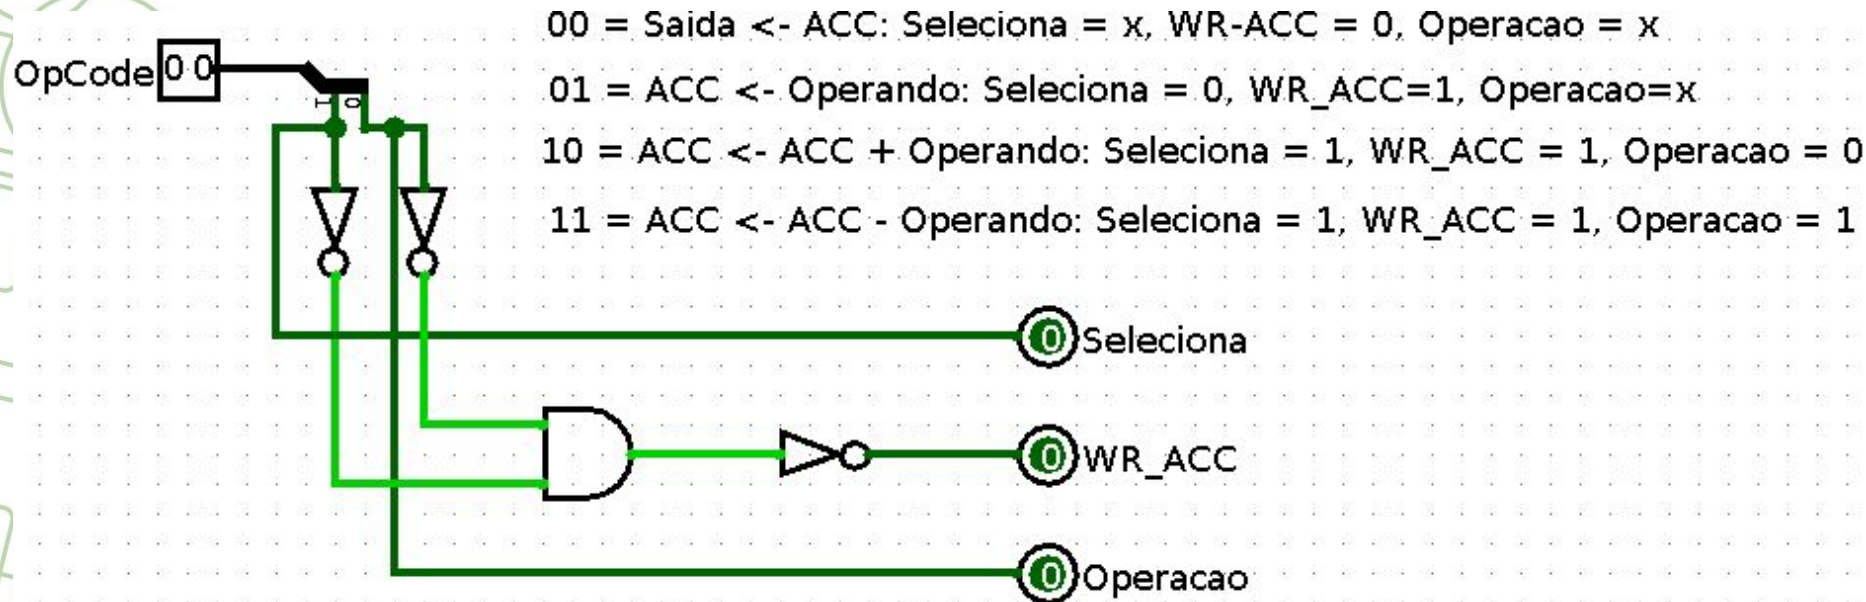 00 = Saida <- ACC: Seleciona = x, WR-ACC = 0, Operacao = x
OpCode 0 0
01 = ACC <- Operando: Seleciona = 0, WR_ACC=1, Operacao=x
1 0
10 = ACC <- ACC + Operando: Seleciona = 1, WR_ACC = 1, Operacao = 0
11 = ACC <- ACC - Operando: Seleciona = 1, WR_ACC = 1, Operacao = 1
0 Seleciona
0 WR_ACC
0 Operacao